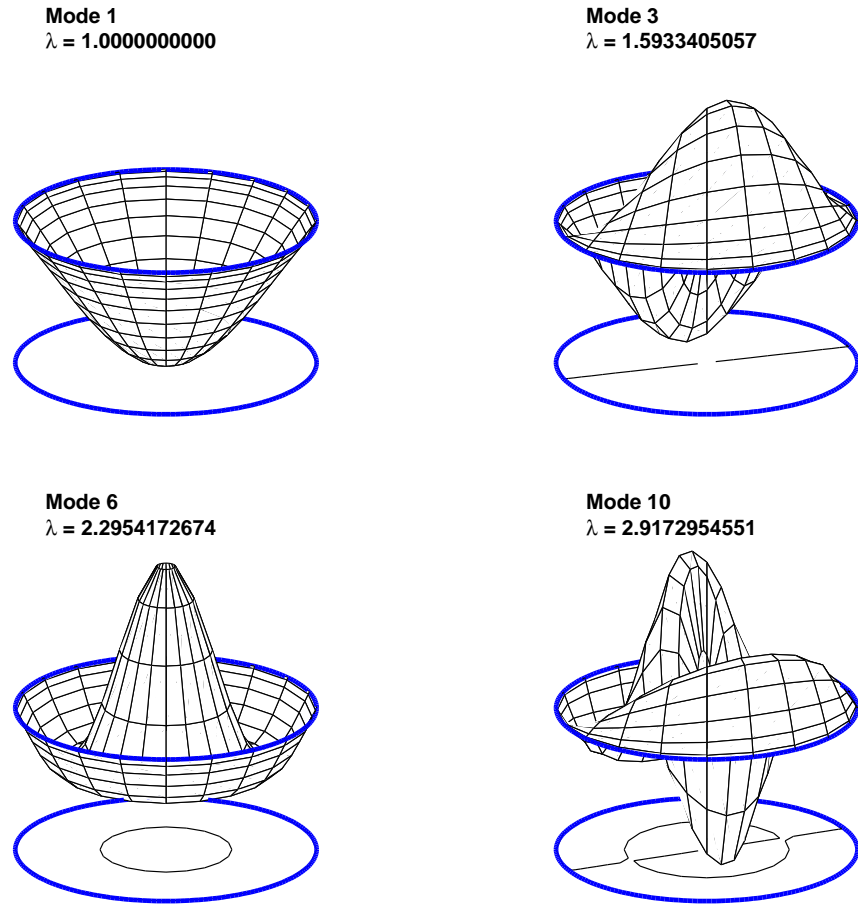 Mode 1
λ = 1.0000000000
Mode 3
λ = 1.5933405057
Mode 6
λ = 2.2954172674
Mode 10
λ = 2.9172954551